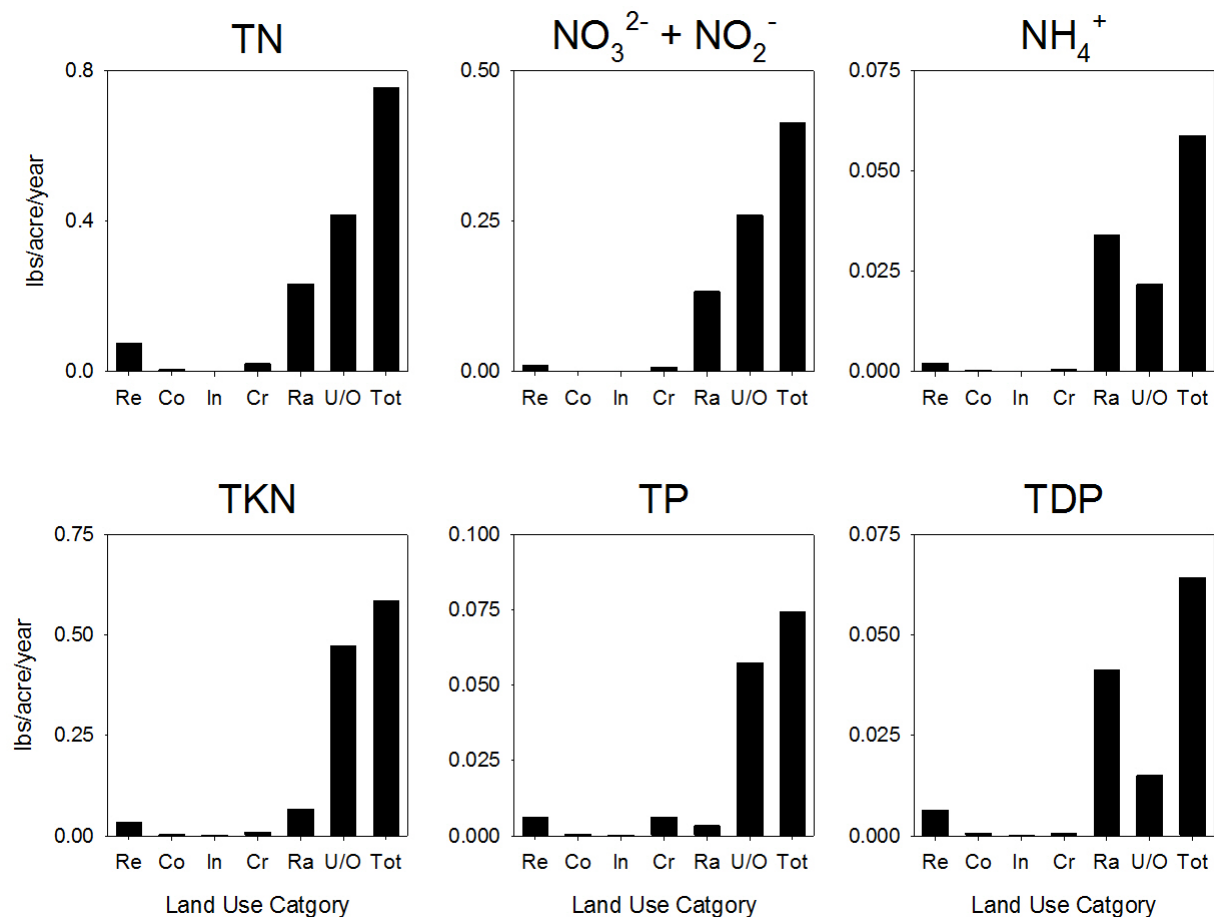 TN
NO₃²⁻ + NO₂⁻
NH₄⁺
0.8
0.4
0.0
lbs/acre/year
Re Co In Cr Ra U/O Tot
0.50
0.25
0.00
Re Co In Cr Ra U/O Tot
0.075
0.050
0.025
0.000
Re Co In Cr Ra U/O Tot
TKN
TP
TDP
0.75
0.50
0.25
0.00
lbs/acre/year
Re Co In Cr Ra U/O Tot
Land Use Catgory
0.100
0.075
0.050
0.025
0.000
Re Co In Cr Ra U/O Tot
Land Use Catgory
0.075
0.050
0.025
0.000
Re Co In Cr Ra U/O Tot
Land Use Catgory